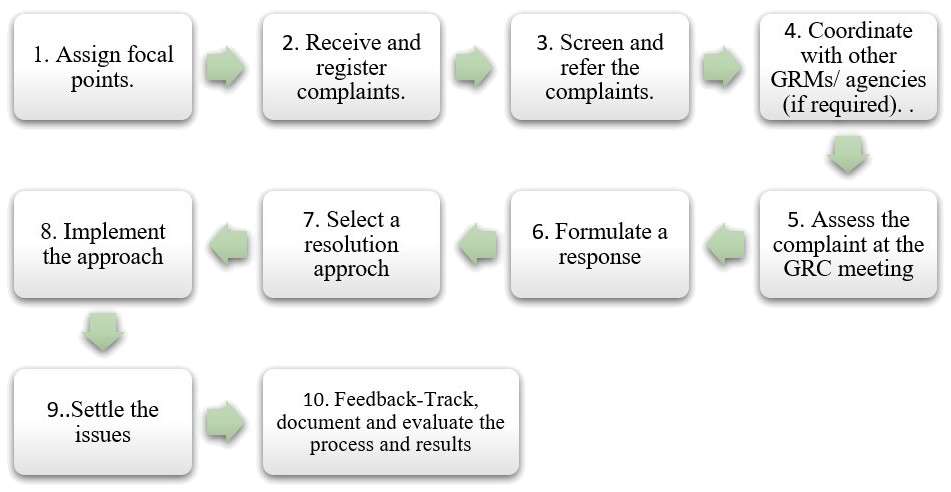 1. Assign focal
points.
2. Receive and
register
complaints.
3. Screen and
refer the
complaints.
4. Coordinate
with other
GRMs/ agencies
(if required). .
5. Assess the
complaint at the
GRC meeting
6. Formulate a
response
7. Select a
resolution
approch
8. Implement
the approach
9..Settle the
issues
10. Feedback-Track,
document and evaluate the
process and results